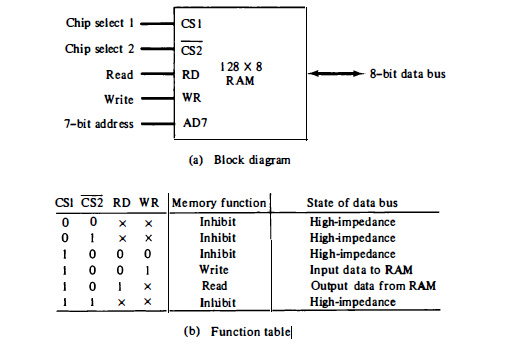 Chip select 1 CS1
Chip select 2 C̅S̅2̅
Read RD 128 X 8 8-bit data bus
RAM
Write WR
7-bit address AD7
(a) Block diagram
CS1 C̅S̅2̅ RD WR Memory function State of data bus
0 0 × × Inhibit High-impedance
0 1 × × Inhibit High-impedance
1 0 0 0 Inhibit High-impedance
1 0 0 1 Write Input data to RAM
1 0 1 × Read Output data from RAM
1 1 × × Inhibit High-impedance
(b) Function table